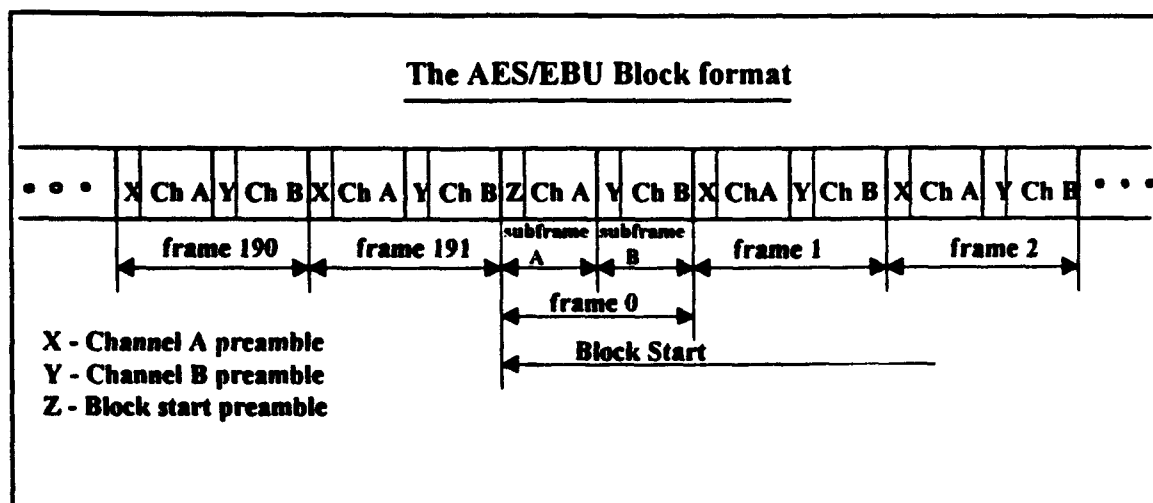 The AES/EBU Block format
• • • X Ch A Y Ch B X Ch A Y Ch B Z Ch A Y Ch B X ChA Y Ch B X Ch A Y Ch B • • •
subframe subframe
frame 190 frame 191 A B frame 1 frame 2
frame 0
Block Start
X - Channel A preamble
Y - Channel B preamble
Z - Block start preamble